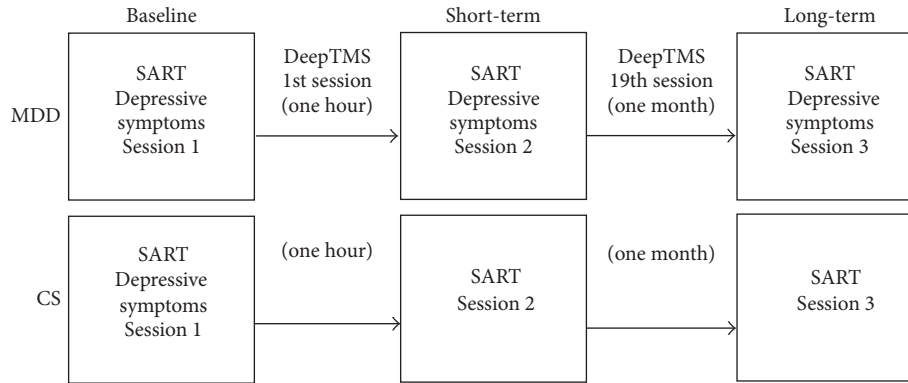 Baseline
Short-term
Long-term
MDD
SART
Depressive
symptoms
Session 1
DeepTMS
1st session
(one hour)
SART
Depressive
symptoms
Session 2
DeepTMS
19th session
(one month)
SART
Depressive
symptoms
Session 3
CS
SART
Depressive
symptoms
Session 1
(one hour)
SART
Session 2
(one month)
SART
Session 3